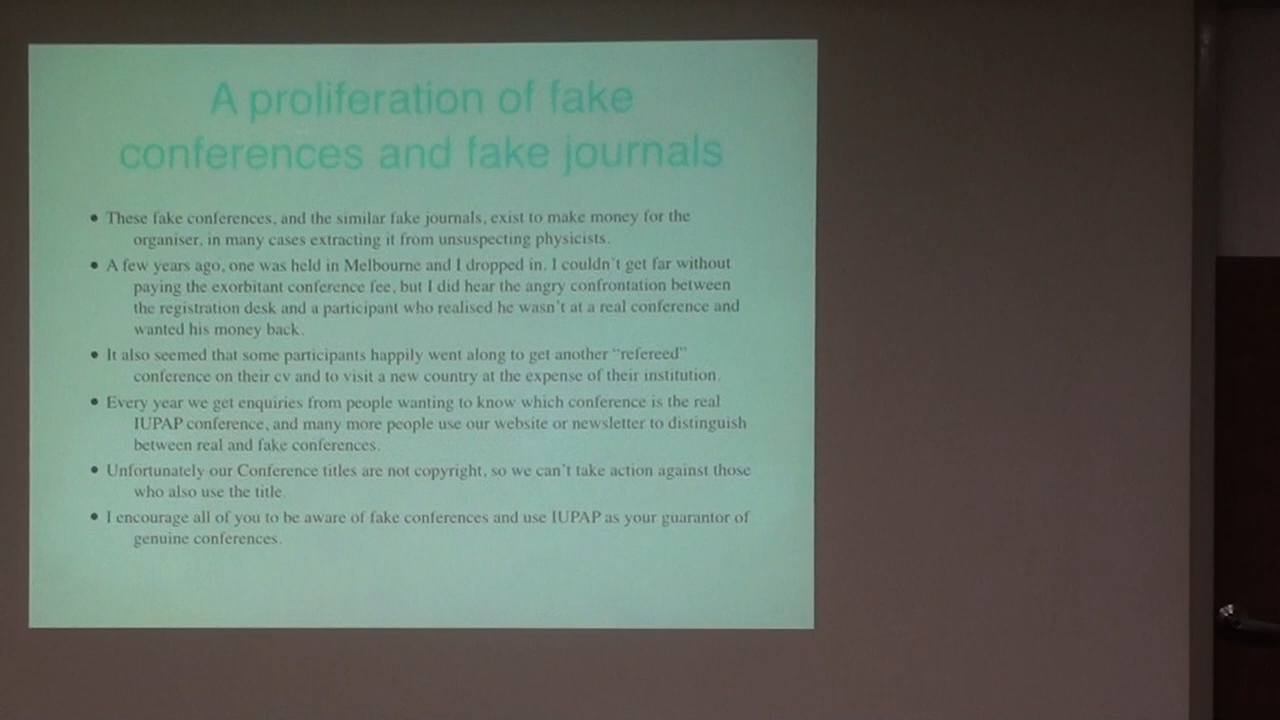 A proliferation of fake
conferences and fake journals
• These fake conferences, and the similar fake journals, exist to make money for the
organiser, in many cases extracting it from unsuspecting physicists.
• A few years ago, one was held in Melbourne and I dropped in. I couldn't get far without
paying the exorbitant conference fee, but I did hear the angry confrontation between
the registration desk and a participant who realised he wasn't at a real conference and
wanted his money back.
• It also seemed that some participants happily went along to get another "refereed"
conference on their cv and to visit a new country at the expense of their institution.
• Every year we get enquiries from people wanting to know which conference is the real
IUPAP conference, and many more people use our website or newsletter to distinguish
between real and fake conferences.
• Unfortunately our Conference titles are not copyright, so we can't take action against those
who also use the title.
• I encourage all of you to be aware of fake conferences and use IUPAP as your guarantor of
genuine conferences.